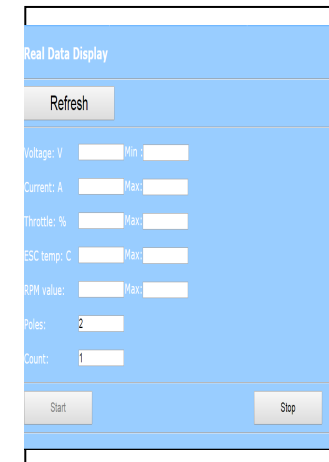 Real Data Display
Refresh
Voltage: V Min :
Current: A Max:
Throttle: % Max:
ESC temp: C Max:
RPM value: Max:
Poles: 2
Count: 1
Start Stop